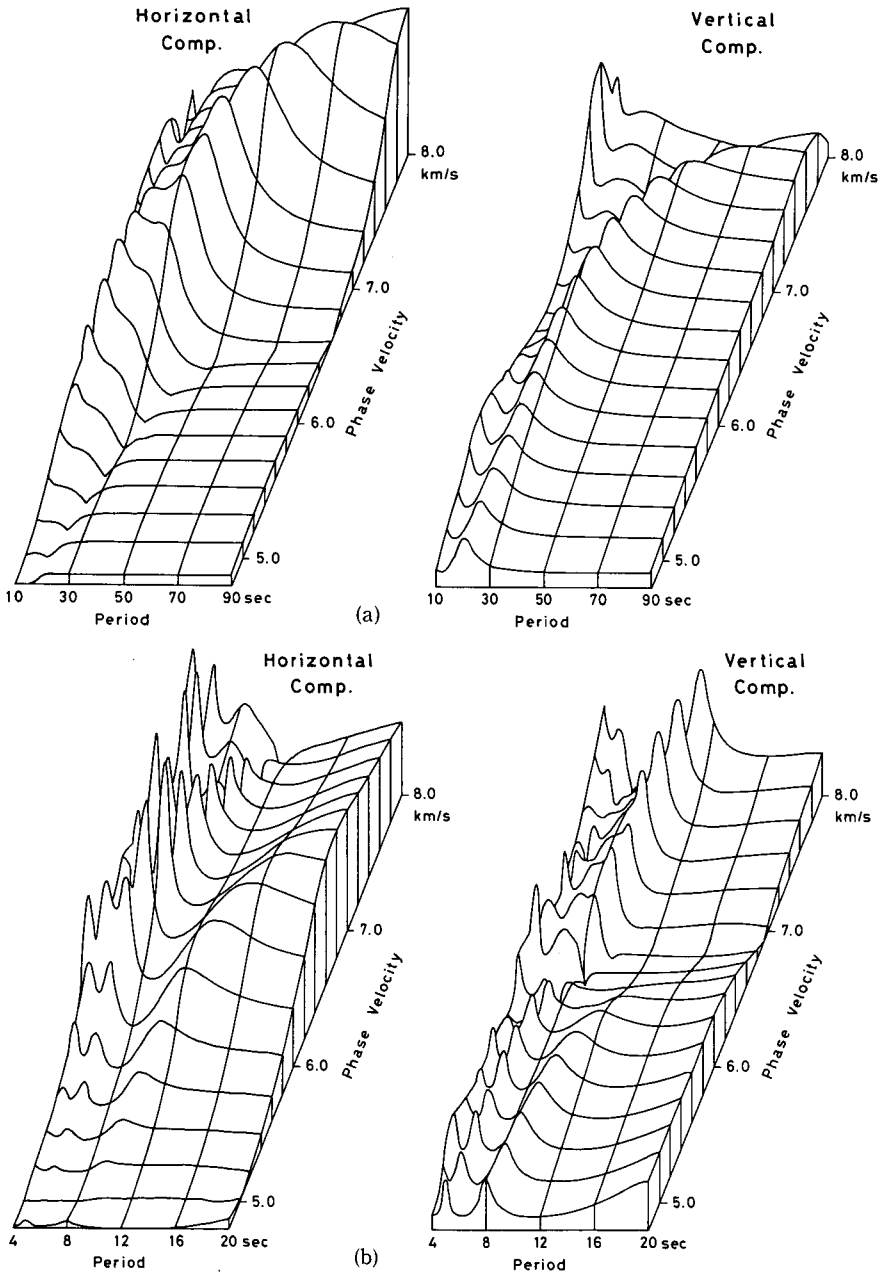 Horizontal
Comp.
Vertical
Comp.
8.0
km/s
7.0
6.0
5.0
Phase Velocity
10 30 50 70 90 sec
Period
8.0
km/s
7.0
6.0
5.0
Phase Velocity
10 30 50 70 90 sec
Period
(a)
Horizontal
Comp.
Vertical
Comp.
8.0
km/s
7.0
6.0
5.0
Phase Velocity
4 8 12 16 20 sec
Period
8.0
km/s
7.0
6.0
5.0
Phase Velocity
4 8 12 16 20 sec
Period
(b)